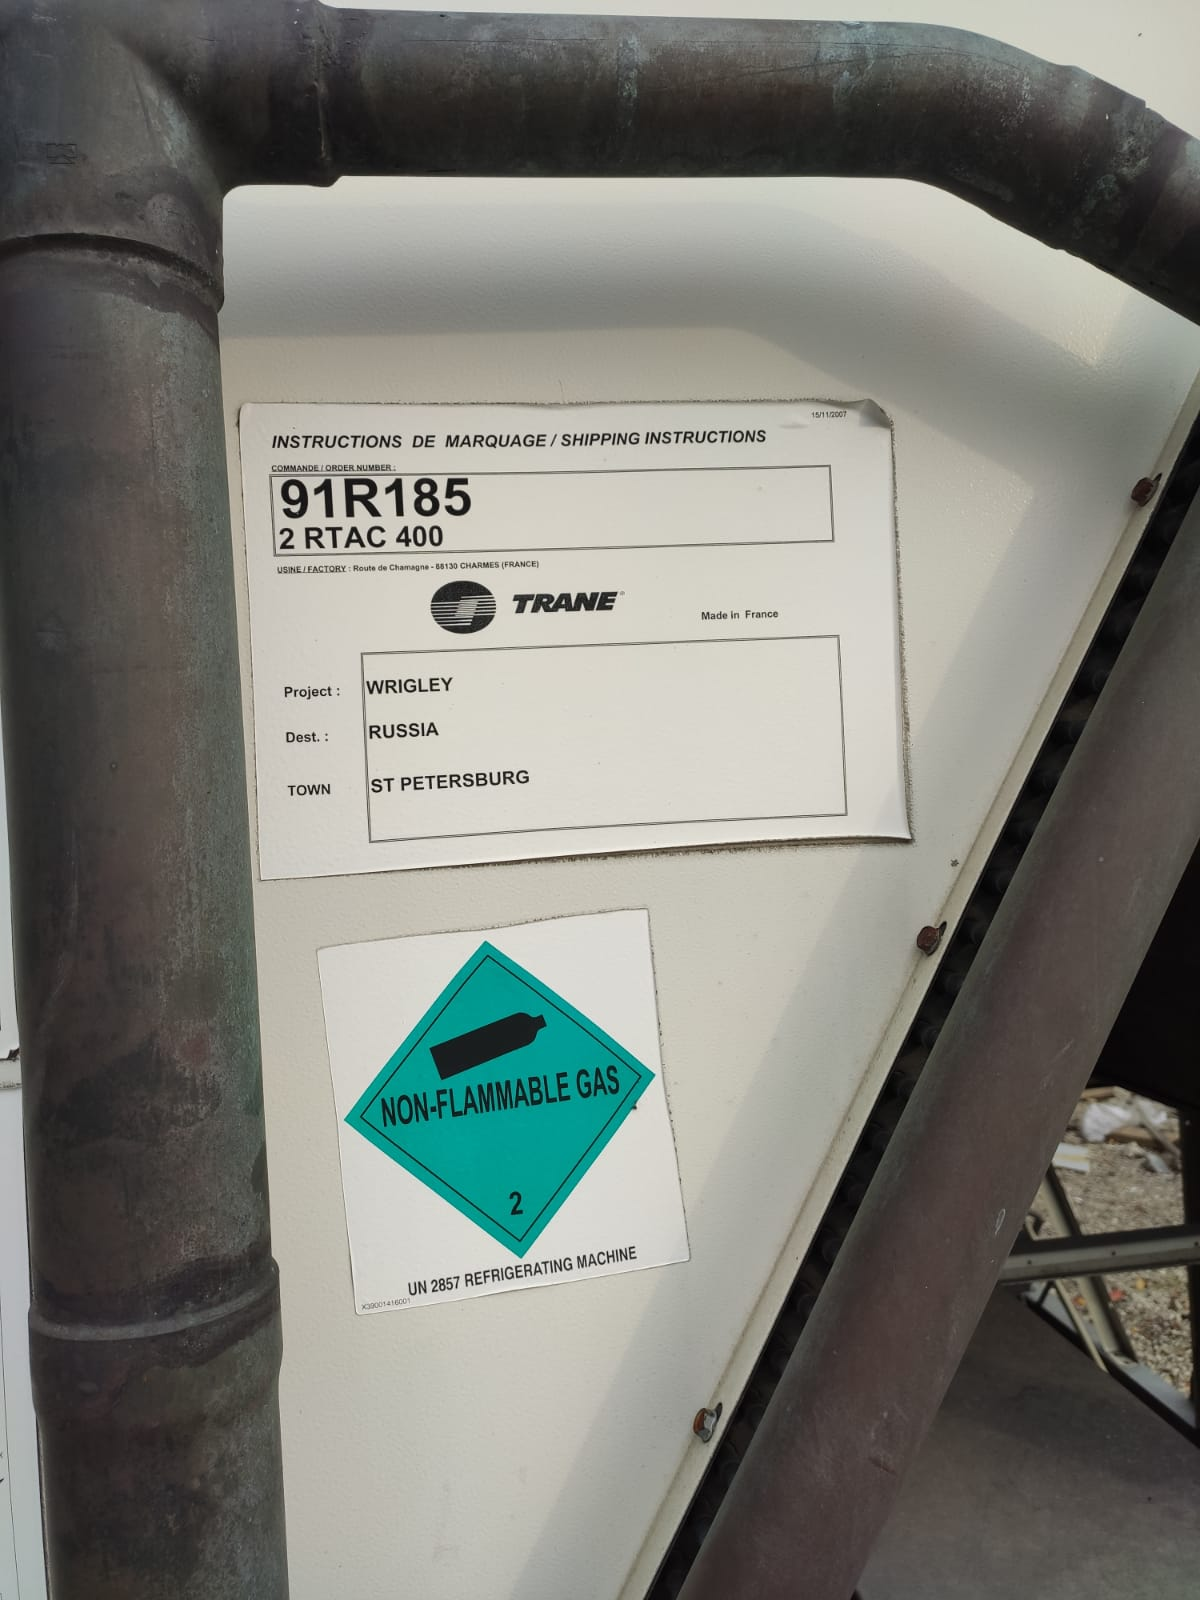 15/11/2007
INSTRUCTIONS DE MARQUAGE / SHIPPING INSTRUCTIONS
COMMANDE / ORDER NUMBER :
91R185
2 RTAC 400
USINE / FACTORY : Route de Chamagne - 88130 CHARMES (FRANCE)
TRANE
Made in France
Project : WRIGLEY
Dest. : RUSSIA
TOWN ST PETERSBURG
NON-FLAMMABLE GAS
2
UN 2857 REFRIGERATING MACHINE
X39001416001